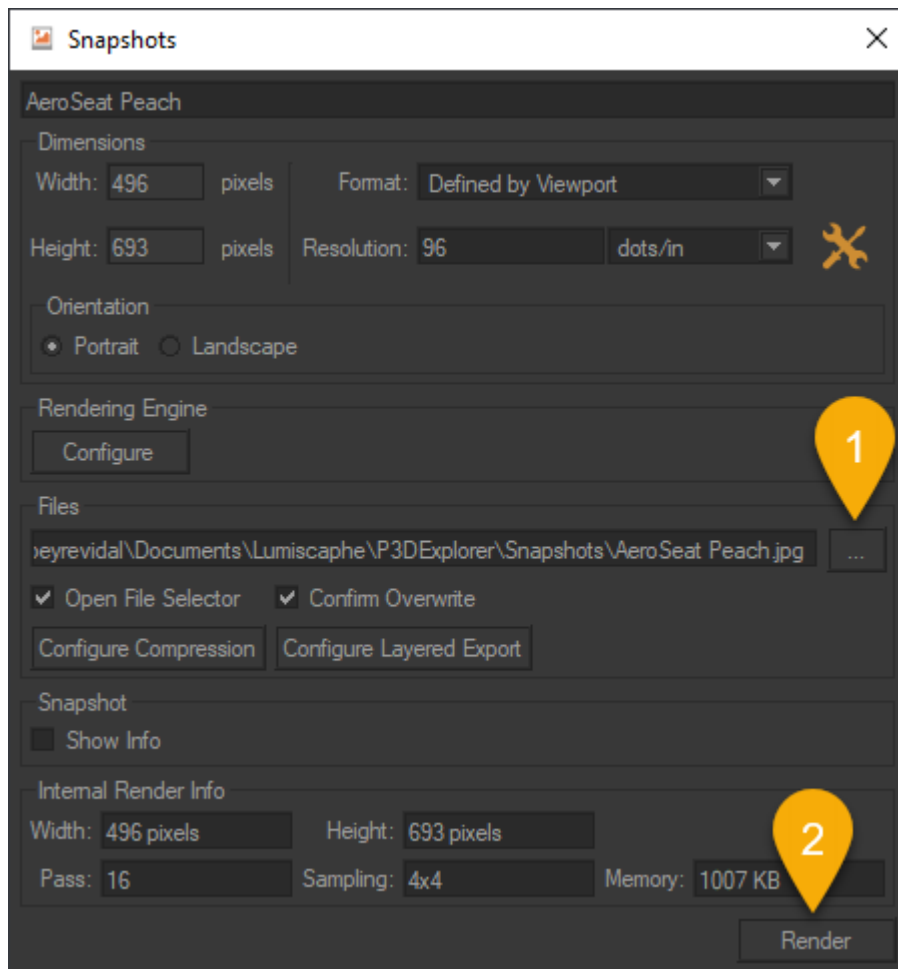 Snapshots
AeroSeat Peach
Dimensions
Width: 496 pixels Format: Defined by Viewport
Height: 693 pixels Resolution: 96 dots/in
Orientation
Portrait Landscape
Rendering Engine
Configure
1
Files
peyrevidal\Documents\Lumiscaphe\P3DExplorer\Snapshots\AeroSeat Peach.jpg ...
Open File Selector Confirm Overwrite
Configure Compression Configure Layered Export
Snapshot
Show Info
Internal Render Info
Width: 496 pixels Height: 693 pixels
2
Pass: 16 Sampling: 4x4 Memory: 1007 KB
Render